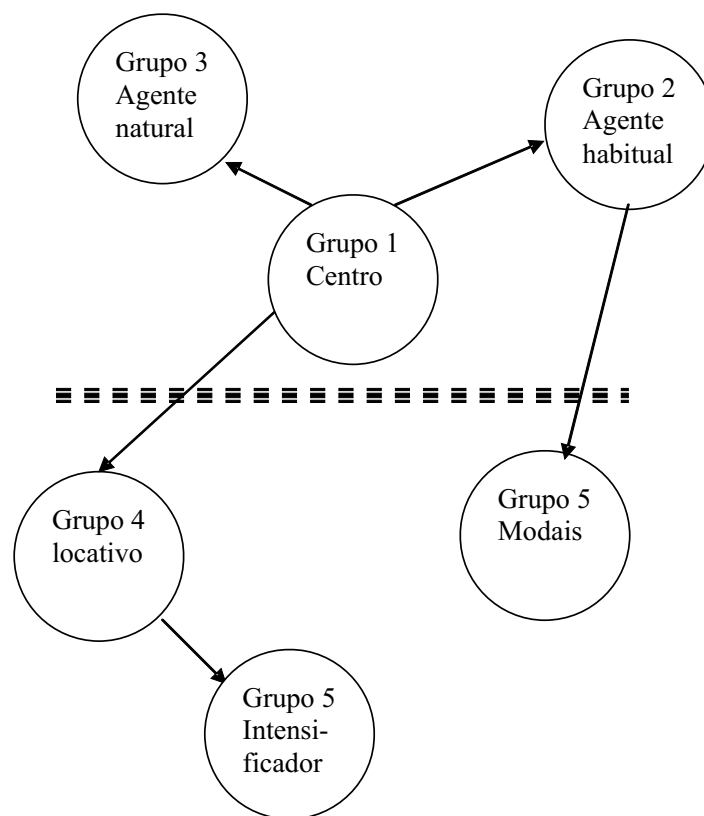 Grupo 3
Agente
natural
Grupo 2
Agente
habitual
Grupo 1
Centro
Grupo 4
locativo
Grupo 5
Modais
Grupo 5
Intensi-
ficador